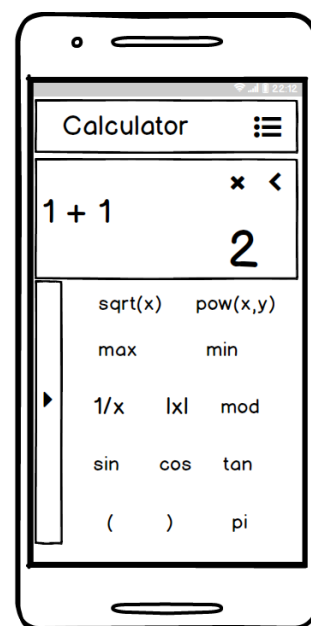 22:12
Calculator
1 + 1
2
sqrt(x) pow(x,y)
max min
1/x |x| mod
sin cos tan
( ) pi